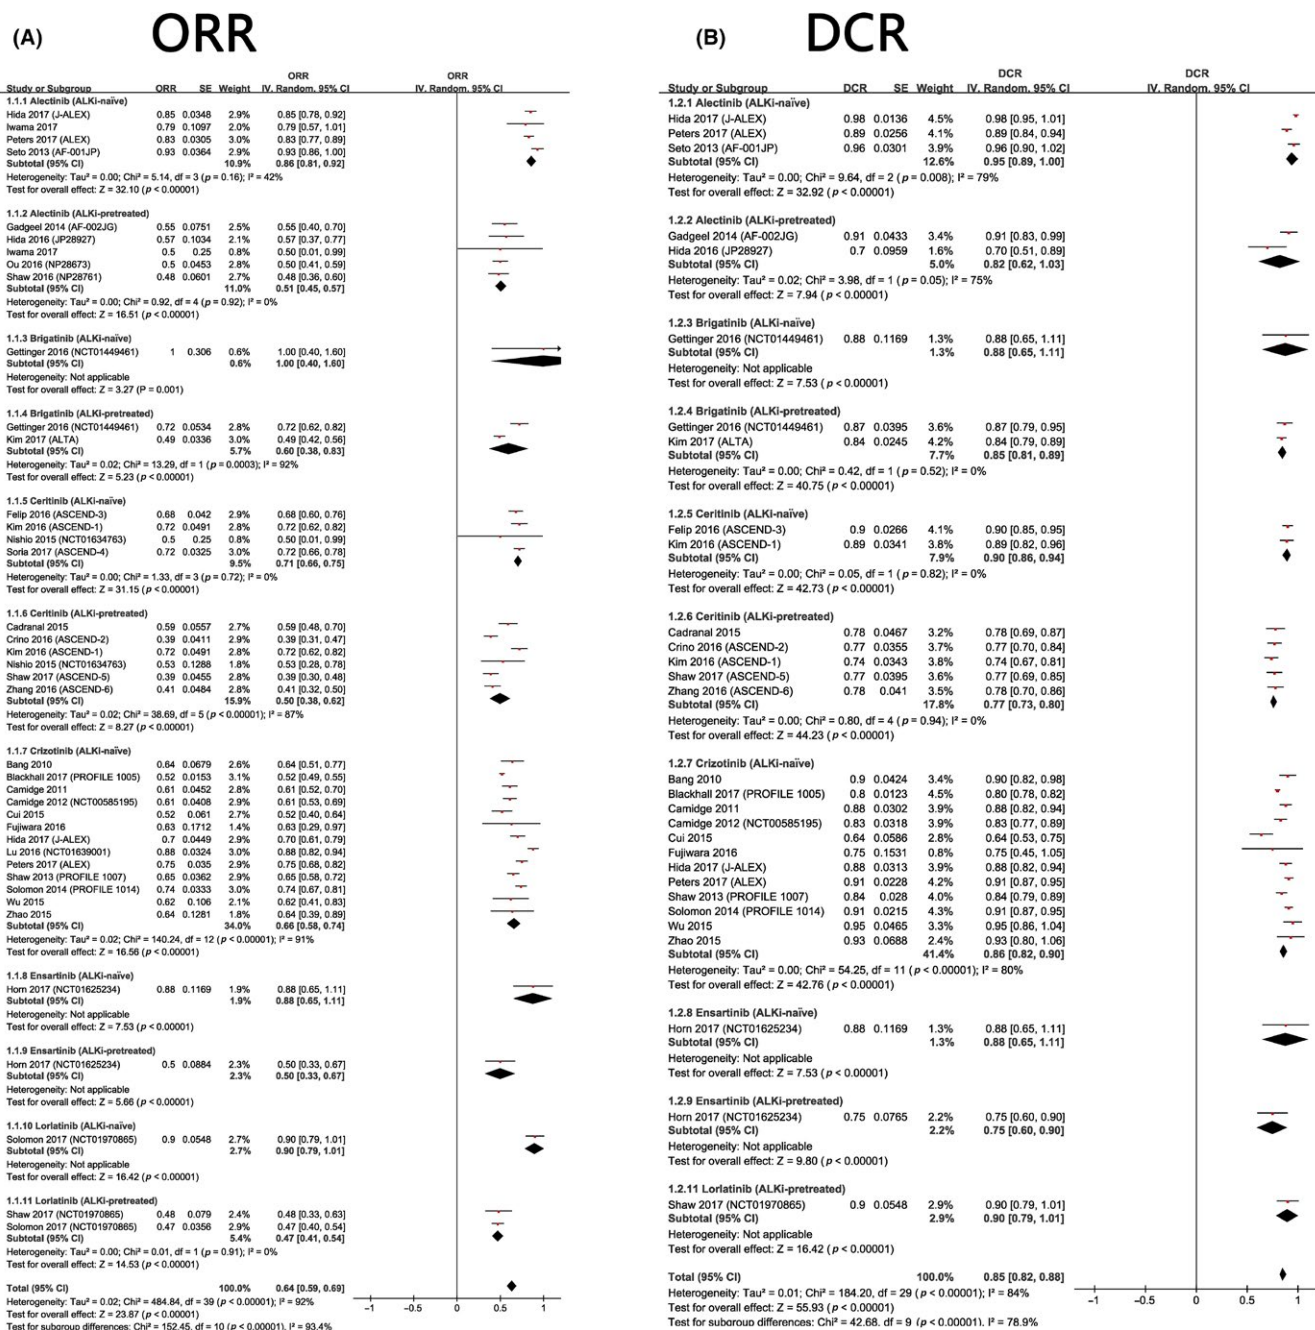 (A) ORR
ORR ORR
Study or Subgroup ORR SE Weight IV. Random. 95% CI IV. Random. 95% CI
1.1.1 Alectinib (ALKi-naïve)
Hida 2017 (J-ALEX) 0.85 0.0348 2.9% 0.85 [0.78, 0.92]
Iwama 2017 0.79 0.1097 2.0% 0.79 [0.57, 1.01]
Peters 2017 (ALEX) 0.83 0.0305 3.0% 0.83 [0.77, 0.89]
Seto 2013 (AF-001JP) 0.93 0.0364 2.9% 0.93 [0.86, 1.00]
Subtotal (95% CI) 10.9% 0.86 [0.81, 0.92]
Heterogeneity: Tau² = 0.00; Chi² = 5.14, df = 3 (p = 0.16); I² = 42%
Test for overall effect: Z = 32.10 (p < 0.00001)
1.1.2 Alectinib (ALKi-pretreated)
Gadgeel 2014 (AF-002JG) 0.55 0.0751 2.5% 0.55 [0.40, 0.70]
Hida 2016 (JP28927) 0.57 0.1034 2.1% 0.57 [0.37, 0.77]
Iwama 2017 0.5 0.25 0.8% 0.50 [0.01, 0.99]
Ou 2016 (NP28673) 0.5 0.0453 2.8% 0.50 [0.41, 0.59]
Shaw 2016 (NP28761) 0.48 0.0601 2.7% 0.48 [0.36, 0.60]
Subtotal (95% CI) 11.0% 0.51 [0.45, 0.57]
Heterogeneity: Tau² = 0.00; Chi² = 0.92, df = 4 (p = 0.92); I² = 0%
Test for overall effect: Z = 16.51 (p < 0.00001)
1.1.3 Brigatinib (ALKi-naïve)
Gettinger 2016 (NCT01449461) 1 0.306 0.6% 1.00 [0.40, 1.60]
Subtotal (95% CI) 0.6% 1.00 [0.40, 1.60]
Heterogeneity: Not applicable
Test for overall effect: Z = 3.27 (P = 0.001)
1.1.4 Brigatinib (ALKi-pretreated)
Gettinger 2016 (NCT01449461) 0.72 0.0534 2.8% 0.72 [0.62, 0.82]
Kim 2017 (ALTA) 0.49 0.0336 3.0% 0.49 [0.42, 0.56]
Subtotal (95% CI) 5.7% 0.60 [0.38, 0.83]
Heterogeneity: Tau² = 0.02; Chi² = 13.29, df = 1 (p = 0.0003); I² = 92%
Test for overall effect: Z = 5.23 (p < 0.00001)
1.1.5 Ceritinib (ALKi-naïve)
Felip 2016 (ASCEND-3) 0.68 0.042 2.9% 0.68 [0.60, 0.76]
Kim 2016 (ASCEND-1) 0.72 0.0491 2.8% 0.72 [0.62, 0.82]
Nishio 2015 (NCT01634763) 0.5 0.25 0.8% 0.50 [0.01, 0.99]
Soria 2017 (ASCEND-4) 0.72 0.0325 3.0% 0.72 [0.66, 0.78]
Subtotal (95% CI) 9.5% 0.71 [0.66, 0.75]
Heterogeneity: Tau² = 0.00; Chi² = 1.33, df = 3 (p = 0.72); I² = 0%
Test for overall effect: Z = 31.15 (p < 0.00001)
1.1.6 Ceritinib (ALKi-pretreated)
Cadranal 2015 0.59 0.0557 2.7% 0.59 [0.48, 0.70]
Crino 2016 (ASCEND-2) 0.39 0.0411 2.9% 0.39 [0.31, 0.47]
Kim 2016 (ASCEND-1) 0.72 0.0491 2.8% 0.72 [0.62, 0.82]
Nishio 2015 (NCT01634763) 0.53 0.1288 1.8% 0.53 [0.28, 0.78]
Shaw 2017 (ASCEND-5) 0.39 0.0455 2.8% 0.39 [0.30, 0.48]
Zhang 2016 (ASCEND-6) 0.41 0.0484 2.8% 0.41 [0.32, 0.50]
Subtotal (95% CI) 15.9% 0.50 [0.38, 0.62]
Heterogeneity: Tau² = 0.02; Chi² = 38.69, df = 5 (p < 0.00001); I² = 87%
Test for overall effect: Z = 8.27 (p < 0.00001)
1.1.7 Crizotinib (ALKi-naïve)
Bang 2010 0.64 0.0679 2.6% 0.64 [0.51, 0.77]
Blackhall 2017 (PROFILE 1005) 0.52 0.0153 3.1% 0.52 [0.49, 0.55]
Camidge 2011 0.61 0.0452 2.8% 0.61 [0.52, 0.70]
Camidge 2012 (NCT00585195) 0.61 0.0408 2.9% 0.61 [0.53, 0.69]
Cui 2015 0.52 0.061 2.7% 0.52 [0.40, 0.64]
Fujiwara 2016 0.63 0.1712 1.4% 0.63 [0.29, 0.97]
Hida 2017 (J-ALEX) 0.7 0.0449 2.9% 0.70 [0.61, 0.79]
Lu 2016 (NCT01639001) 0.88 0.0324 3.0% 0.88 [0.82, 0.94]
Peters 2017 (ALEX) 0.75 0.035 2.9% 0.75 [0.68, 0.82]
Shaw 2013 (PROFILE 1007) 0.65 0.0362 2.9% 0.65 [0.58, 0.72]
Solomon 2014 (PROFILE 1014) 0.74 0.0333 3.0% 0.74 [0.67, 0.81]
Wu 2015 0.62 0.106 2.1% 0.62 [0.41, 0.83]
Zhao 2015 0.64 0.1281 1.8% 0.64 [0.39, 0.89]
Subtotal (95% CI) 34.0% 0.66 [0.58, 0.74]
Heterogeneity: Tau² = 0.02; Chi² = 140.24, df = 12 (p < 0.00001); I² = 91%
Test for overall effect: Z = 16.56 (p < 0.00001)
1.1.8 Ensartinib (ALKi-naïve)
Horn 2017 (NCT01625234) 0.88 0.1169 1.9% 0.88 [0.65, 1.11]
Subtotal (95% CI) 1.9% 0.88 [0.65, 1.11]
Heterogeneity: Not applicable
Test for overall effect: Z = 7.53 (p < 0.00001)
1.1.9 Ensartinib (ALKi-pretreated)
Horn 2017 (NCT01625234) 0.5 0.0884 2.3% 0.50 [0.33, 0.67]
Subtotal (95% CI) 2.3% 0.50 [0.33, 0.67]
Heterogeneity: Not applicable
Test for overall effect: Z = 5.66 (p < 0.00001)
1.1.10 Lorlatinib (ALKi-naïve)
Solomon 2017 (NCT01970865) 0.9 0.0548 2.7% 0.90 [0.79, 1.01]
Subtotal (95% CI) 2.7% 0.90 [0.79, 1.01]
Heterogeneity: Not applicable
Test for overall effect: Z = 16.42 (p < 0.00001)
1.1.11 Lorlatinib (ALKi-pretreated)
Shaw 2017 (NCT01970865) 0.48 0.079 2.4% 0.48 [0.33, 0.63]
Solomon 2017 (NCT01970865) 0.47 0.0356 2.9% 0.47 [0.40, 0.54]
Subtotal (95% CI) 5.4% 0.47 [0.41, 0.54]
Heterogeneity: Tau² = 0.00; Chi² = 0.01, df = 1 (p = 0.91); I² = 0%
Test for overall effect: Z = 14.53 (p < 0.00001)
Total (95% CI) 100.0% 0.64 [0.59, 0.69]
Heterogeneity: Tau² = 0.02; Chi² = 484.84, df = 39 (p < 0.00001); I² = 92%
Test for overall effect: Z = 23.87 (p < 0.00001)
Test for subgroup differences: Chi² = 152.45, df = 10 (p < 0.00001), I² = 93.4%
−1 −0.5 0 0.5 1
(B) DCR
DCR DCR
Study or Subgroup DCR SE Weight IV. Random. 95% CI IV. Random. 95% CI
1.2.1 Alectinib (ALKi-naïve)
Hida 2017 (J-ALEX) 0.98 0.0136 4.5% 0.98 [0.95, 1.01]
Peters 2017 (ALEX) 0.89 0.0256 4.1% 0.89 [0.84, 0.94]
Seto 2013 (AF-001JP) 0.96 0.0301 3.9% 0.96 [0.90, 1.02]
Subtotal (95% CI) 12.6% 0.95 [0.89, 1.00]
Heterogeneity: Tau² = 0.00; Chi² = 9.64, df = 2 (p = 0.008); I² = 79%
Test for overall effect: Z = 32.92 (p < 0.00001)
1.2.2 Alectinib (ALKi-pretreated)
Gadgeel 2014 (AF-002JG) 0.91 0.0433 3.4% 0.91 [0.83, 0.99]
Hida 2016 (JP28927) 0.7 0.0959 1.6% 0.70 [0.51, 0.89]
Subtotal (95% CI) 5.0% 0.82 [0.62, 1.03]
Heterogeneity: Tau² = 0.02; Chi² = 3.98, df = 1 (p = 0.05); I² = 75%
Test for overall effect: Z = 7.94 (p < 0.00001)
1.2.3 Brigatinib (ALKi-naïve)
Gettinger 2016 (NCT01449461) 0.88 0.1169 1.3% 0.88 [0.65, 1.11]
Subtotal (95% CI) 1.3% 0.88 [0.65, 1.11]
Heterogeneity: Not applicable
Test for overall effect: Z = 7.53 (p < 0.00001)
1.2.4 Brigatinib (ALKi-pretreated)
Gettinger 2016 (NCT01449461) 0.87 0.0395 3.6% 0.87 [0.79, 0.95]
Kim 2017 (ALTA) 0.84 0.0245 4.2% 0.84 [0.79, 0.89]
Subtotal (95% CI) 7.7% 0.85 [0.81, 0.89]
Heterogeneity: Tau² = 0.00; Chi² = 0.42, df = 1 (p = 0.52); I² = 0%
Test for overall effect: Z = 40.75 (p < 0.00001)
1.2.5 Ceritinib (ALKi-naïve)
Felip 2016 (ASCEND-3) 0.9 0.0266 4.1% 0.90 [0.85, 0.95]
Kim 2016 (ASCEND-1) 0.89 0.0341 3.8% 0.89 [0.82, 0.96]
Subtotal (95% CI) 7.9% 0.90 [0.86, 0.94]
Heterogeneity: Tau² = 0.00; Chi² = 0.05, df = 1 (p = 0.82); I² = 0%
Test for overall effect: Z = 42.73 (p < 0.00001)
1.2.6 Ceritinib (ALKi-pretreated)
Cadranal 2015 0.78 0.0467 3.2% 0.78 [0.69, 0.87]
Crino 2016 (ASCEND-2) 0.77 0.0355 3.7% 0.77 [0.70, 0.84]
Kim 2016 (ASCEND-1) 0.74 0.0343 3.8% 0.74 [0.67, 0.81]
Shaw 2017 (ASCEND-5) 0.77 0.0395 3.6% 0.77 [0.69, 0.85]
Zhang 2016 (ASCEND-6) 0.78 0.041 3.5% 0.78 [0.70, 0.86]
Subtotal (95% CI) 17.8% 0.77 [0.73, 0.80]
Heterogeneity: Tau² = 0.00; Chi² = 0.80, df = 4 (p = 0.94); I² = 0%
Test for overall effect: Z = 44.23 (p < 0.00001)
1.2.7 Crizotinib (ALKi-naïve)
Bang 2010 0.9 0.0424 3.4% 0.90 [0.82, 0.98]
Blackhall 2017 (PROFILE 1005) 0.8 0.0123 4.5% 0.80 [0.78, 0.82]
Camidge 2011 0.88 0.0302 3.9% 0.88 [0.82, 0.94]
Camidge 2012 (NCT00585195) 0.83 0.0318 3.9% 0.83 [0.77, 0.89]
Cui 2015 0.64 0.0586 2.8% 0.64 [0.53, 0.75]
Fujiwara 2016 0.75 0.1531 0.8% 0.75 [0.45, 1.05]
Hida 2017 (J-ALEX) 0.88 0.0313 3.9% 0.88 [0.82, 0.94]
Peters 2017 (ALEX) 0.91 0.0228 4.2% 0.91 [0.87, 0.95]
Shaw 2013 (PROFILE 1007) 0.84 0.028 4.0% 0.84 [0.79, 0.89]
Solomon 2014 (PROFILE 1014) 0.91 0.0215 4.3% 0.91 [0.87, 0.95]
Wu 2015 0.95 0.0465 3.3% 0.95 [0.86, 1.04]
Zhao 2015 0.93 0.0688 2.4% 0.93 [0.80, 1.06]
Subtotal (95% CI) 41.4% 0.86 [0.82, 0.90]
Heterogeneity: Tau² = 0.00; Chi² = 54.25, df = 11 (p < 0.00001); I² = 80%
Test for overall effect: Z = 42.76 (p < 0.00001)
1.2.8 Ensartinib (ALKi-naïve)
Horn 2017 (NCT01625234) 0.88 0.1169 1.3% 0.88 [0.65, 1.11]
Subtotal (95% CI) 1.3% 0.88 [0.65, 1.11]
Heterogeneity: Not applicable
Test for overall effect: Z = 7.53 (p < 0.00001)
1.2.9 Ensartinib (ALKi-pretreated)
Horn 2017 (NCT01625234) 0.75 0.0765 2.2% 0.75 [0.60, 0.90]
Subtotal (95% CI) 2.2% 0.75 [0.60, 0.90]
Heterogeneity: Not applicable
Test for overall effect: Z = 9.80 (p < 0.00001)
1.2.11 Lorlatinib (ALKi-pretreated)
Shaw 2017 (NCT01970865) 0.9 0.0548 2.9% 0.90 [0.79, 1.01]
Subtotal (95% CI) 2.9% 0.90 [0.79, 1.01]
Heterogeneity: Not applicable
Test for overall effect: Z = 16.42 (p < 0.00001)
Total (95% CI) 100.0% 0.85 [0.82, 0.88]
Heterogeneity: Tau² = 0.01; Chi² = 184.20, df = 29 (p < 0.00001); I² = 84%
Test for overall effect: Z = 55.93 (p < 0.00001)
Test for subgroup differences: Chi² = 42.68, df = 9 (p < 0.00001), I² = 78.9%
−1 −0.5 0 0.5 1